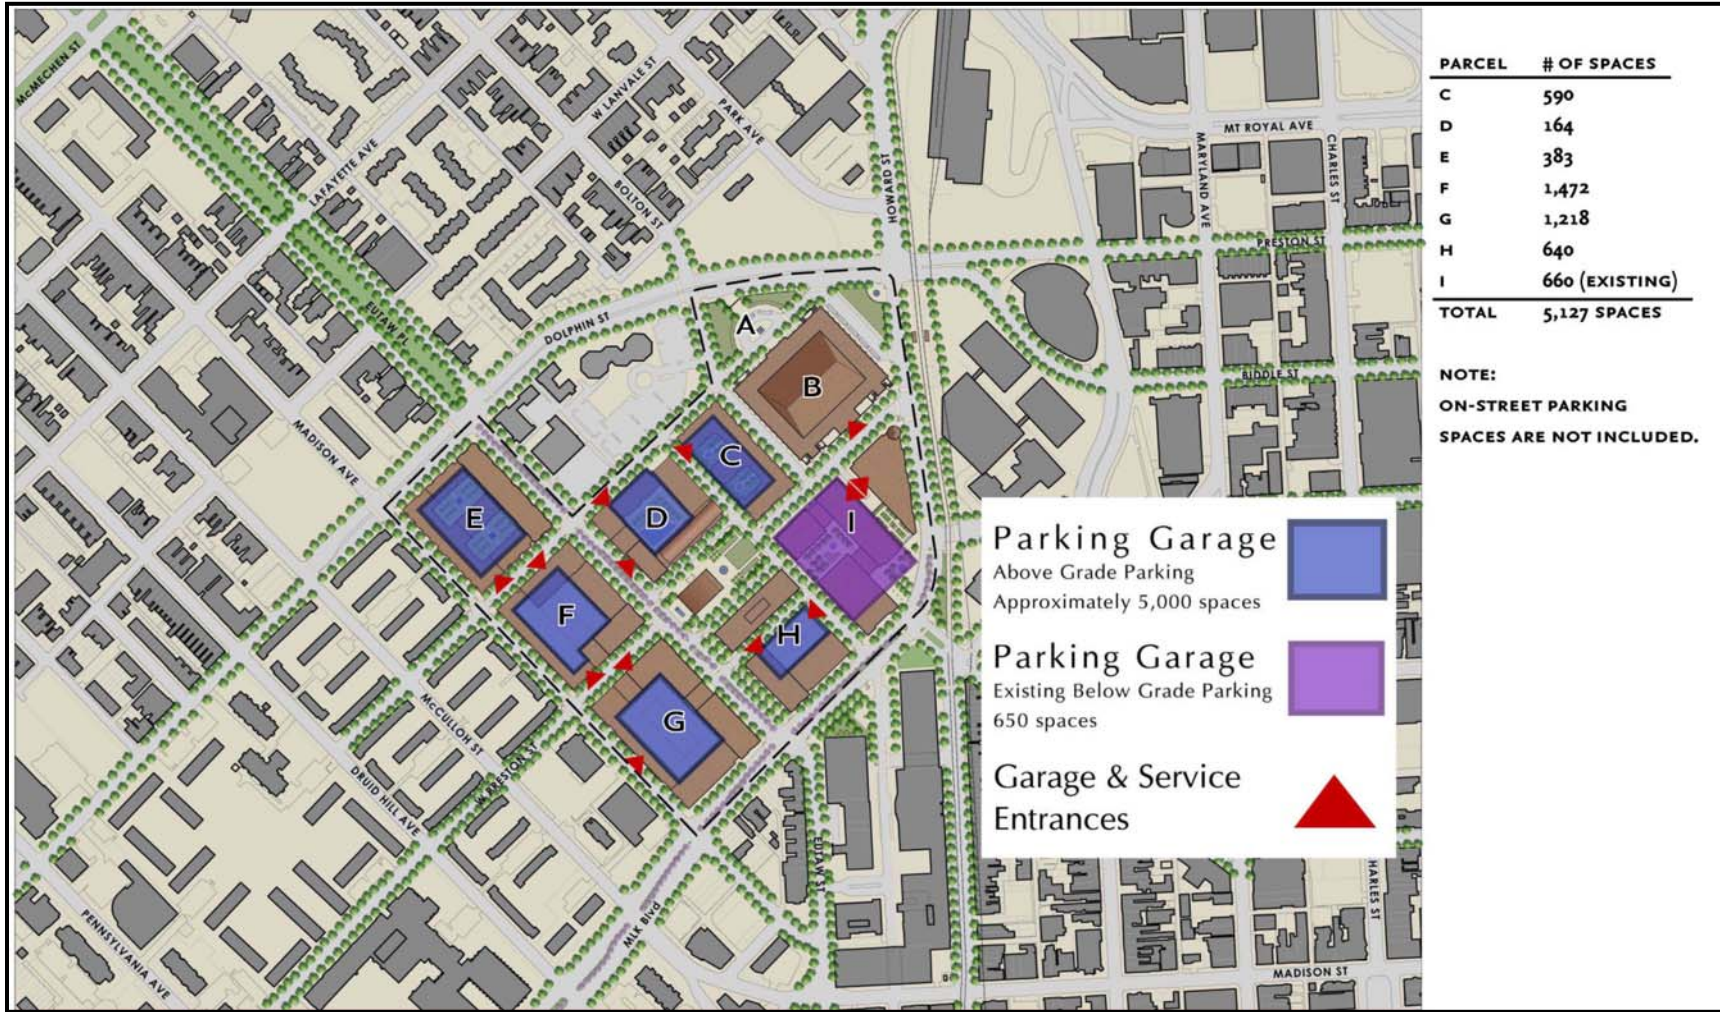 McMECHEN ST
W LANVALE ST
PARK AVE
LAFAYETTE AVE
BOLTON ST
HOWARD ST
MT ROYAL AVE
MARYLAND AVE
CHARLES ST
PRESTON ST
EUTAW PL
DOLPHIN ST
BIDDLE ST
MADISON AVE
A
B
C
D
E
F
G
H
I
McCULLOH ST
W PRESTON ST
DRUID HILL AVE
PENNSYLVANIA AVE
MLK Blvd
EUTAW ST
HARLES ST
MADISON ST
PARCEL # OF SPACES
C 590
D 164
E 383
F 1,472
G 1,218
H 640
I 660 (EXISTING)
TOTAL 5,127 SPACES
NOTE:
ON-STREET PARKING
SPACES ARE NOT INCLUDED.
Parking Garage
Above Grade Parking
Approximately 5,000 spaces
Parking Garage
Existing Below Grade Parking
650 spaces
Garage & Service
Entrances